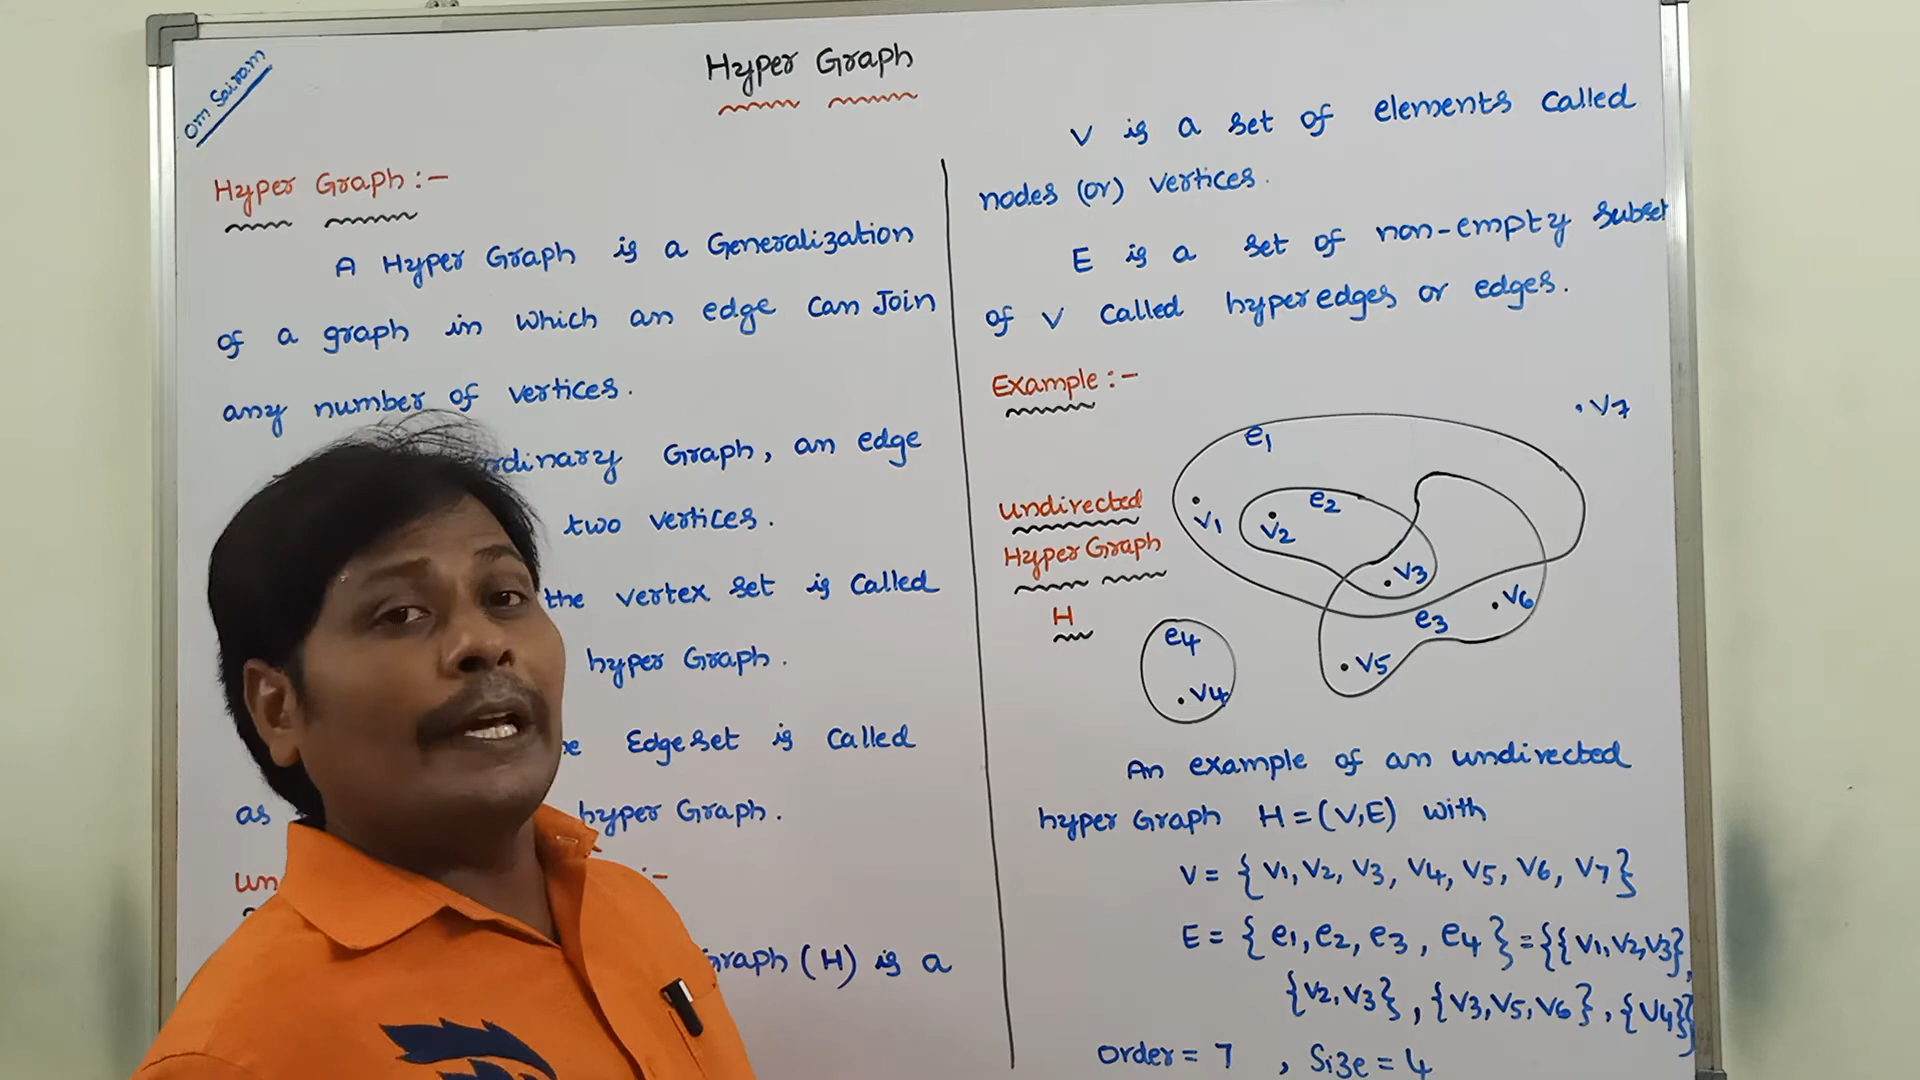 Om Sairam
Hyper Graph
Hyper Graph :-
A Hyper Graph is a Generalization
of a graph in which an edge can Join
any number of vertices.
ordinary Graph, an edge
two vertices.
the vertex set is called
hyper Graph.
Edge set is called
as hyper Graph.
Graph (H) is a
V is a set of elements called
nodes (or) vertices.
E is a set of non-empty subset
of V called hyperedges or edges.
Example :-
undirected
Hyper Graph
H
e1
e2
e3
e4
V1
V2
V3
V4
V5
V6
V7
An example of an undirected
hyper Graph H = (V,E) with
V = { V1, V2, V3, V4, V5, V6, V7 }
E = { e1, e2, e3, e4 } = {{ V1, V2, V3 },
{V2, V3 }, {V3, V5, V6 }, { V4 }}
Order = 7 , Size = 4